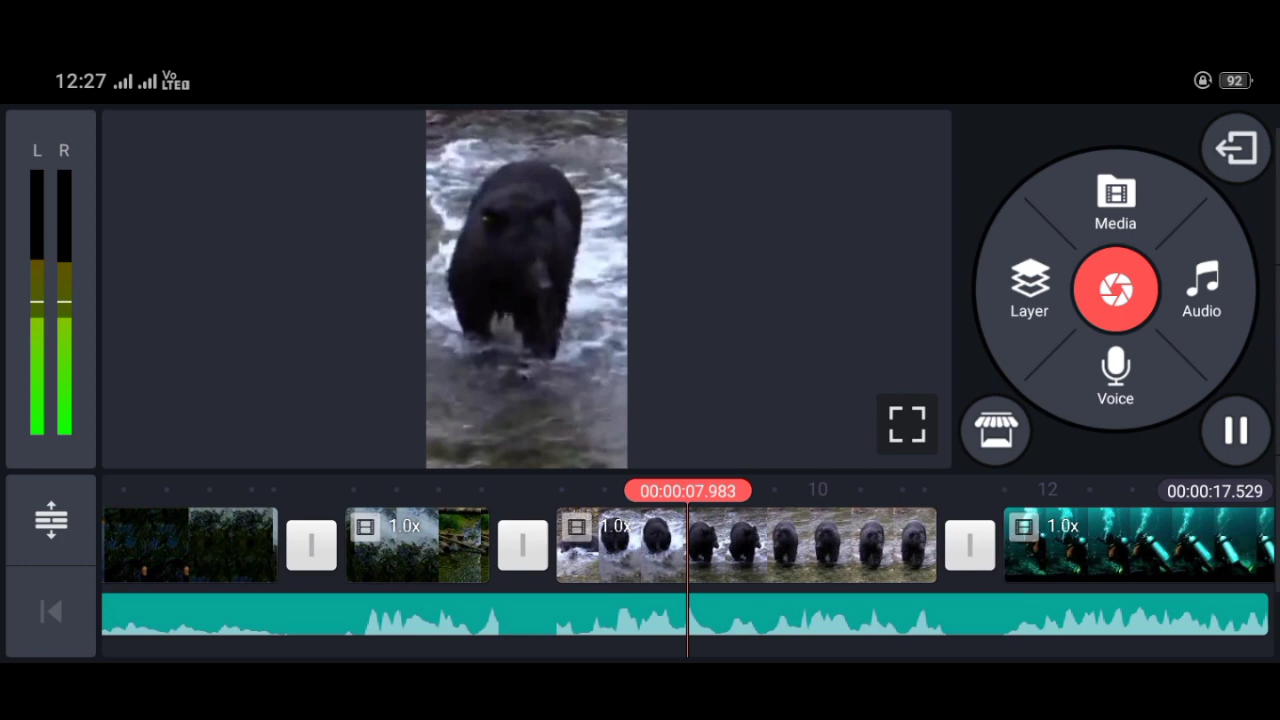 12:27 Vo LTE1
92
L R
Media
Layer
Audio
Voice
00:00:07.983 10 12 00:00:17.529
1.0x 1.0x 1.0x